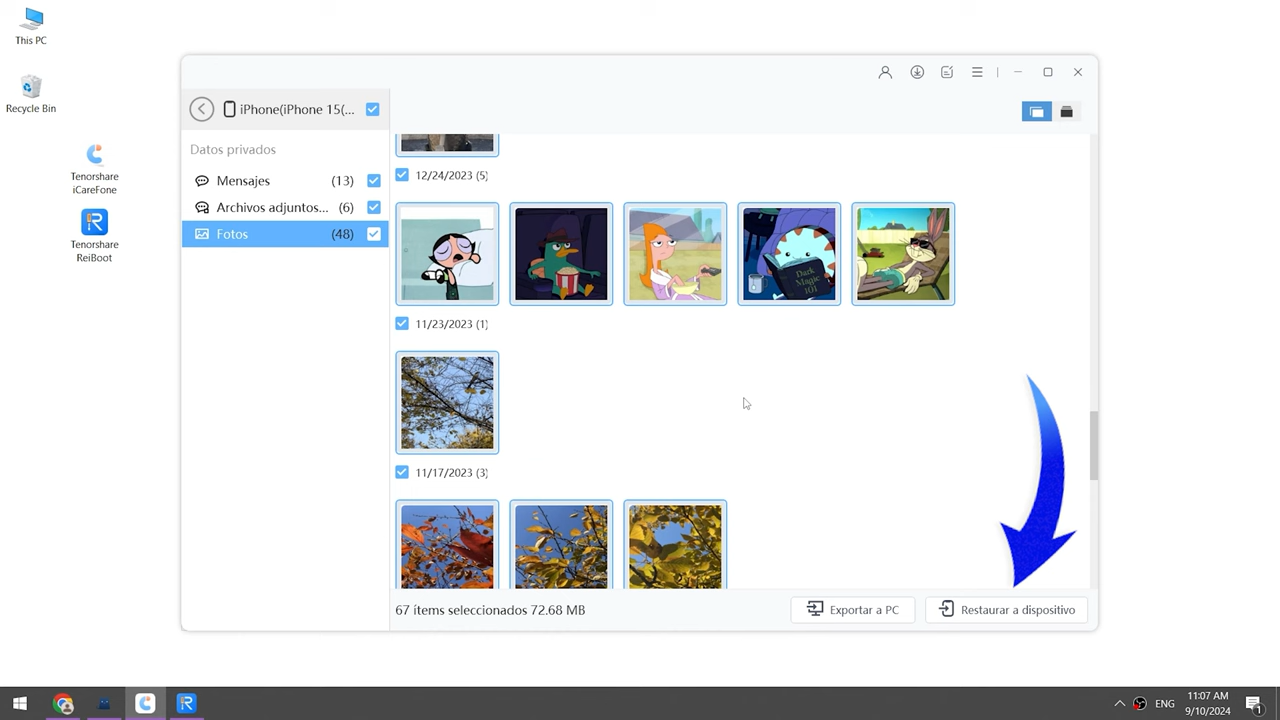 This PC
Recycle Bin
Tenorshare
iCareFone
Tenorshare
ReiBoot
iPhone(iPhone 15(...
Datos privados
Mensajes (13)
Archivos adjuntos... (6)
Fotos (48)
12/24/2023 (5)
Dark
Magic
101
11/23/2023 (1)
11/17/2023 (3)
67 ítems seleccionados 72.68 MB
Exportar a PC
Restaurar a dispositivo
ENG
11:07 AM
9/10/2024
1